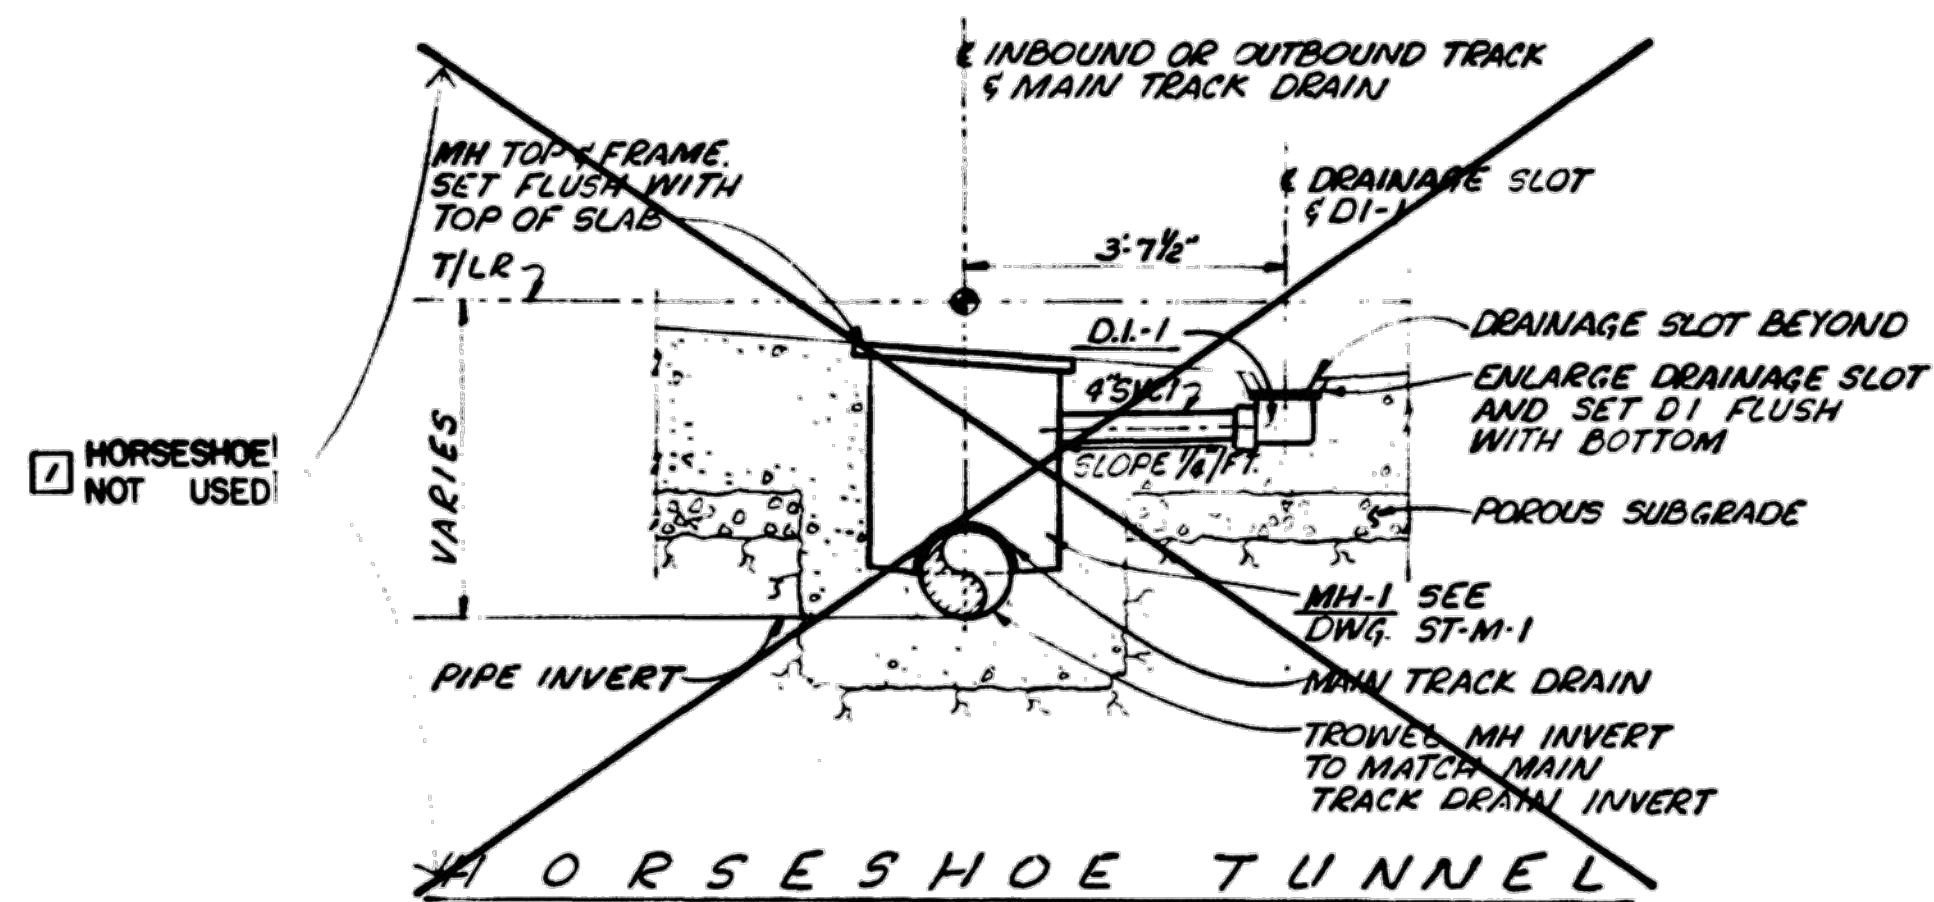 ℄ INBOUND OR OUTBOUND TRACK
& MAIN TRACK DRAIN
MH TOP & FRAME.
SET FLUSH WITH
TOP OF SLAB
℄ DRAINAGE SLOT
& DI-1
3'-7½"
T/LR
D.I.-1
DRAINAGE SLOT BEYOND
4"
ENLARGE DRAINAGE SLOT
AND SET DI FLUSH
WITH BOTTOM
SLOPE ¼"/FT.
1 HORSESHOE
NOT USED
VARIES
POROUS SUBGRADE
MH-1 SEE
DWG. ST-M-1
PIPE INVERT
MAIN TRACK DRAIN
TROWEL MH INVERT
TO MATCH MAIN
TRACK DRAIN INVERT
HORSESHOE TUNNEL